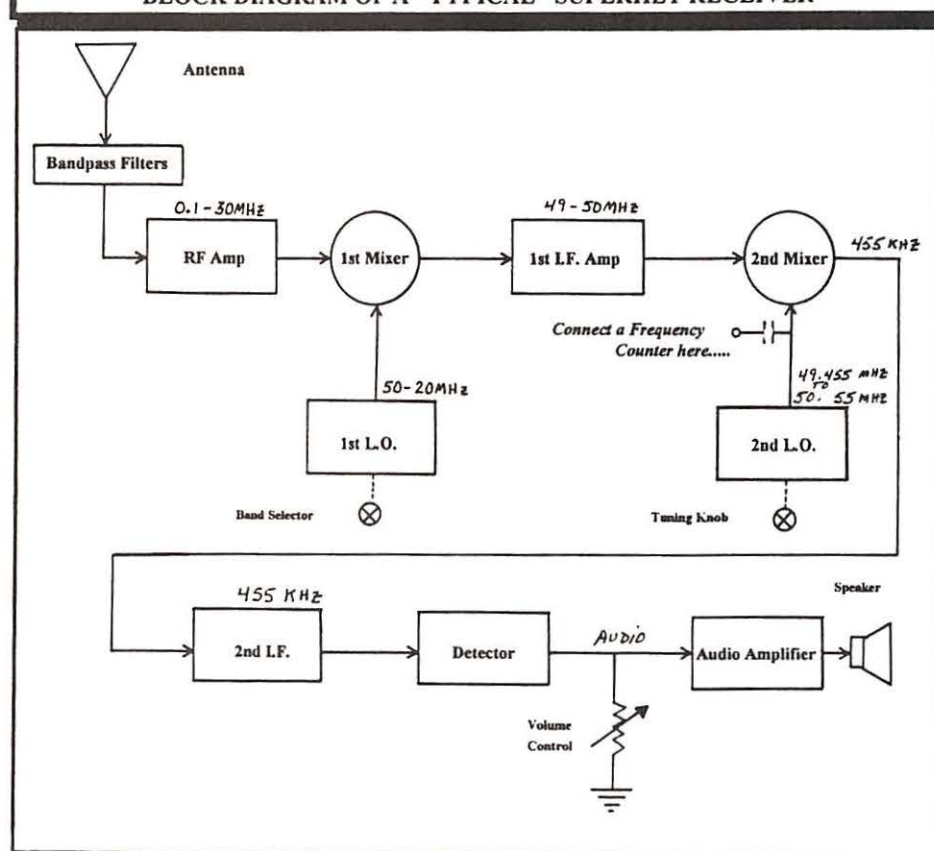 BLOCK DIAGRAM OF A "TYPICAL" SUPERHET RECEIVER
Antenna
Bandpass Filters
0.1-30MHz
RF Amp
1st Mixer
49-50MHz
1st I.F. Amp
2nd Mixer
455 KHz
Connect a Frequency
Counter here.....
50-20MHz
1st L.O.
49.455 MHz
TO
50.55 MHz
2nd L.O.
Band Selector
Tuning Knob
455 KHz
2nd I.F.
Detector
AUDIO
Audio Amplifier
Speaker
Volume
Control